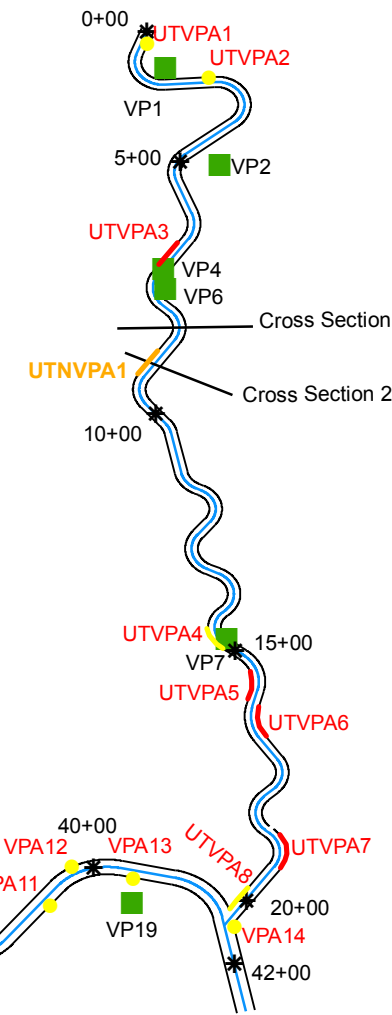 0+00
UTVPA1
UTVPA2
VP1
5+00
VP2
UTVPA3
VP4
VP6
Cross Section
UTNVPA1
Cross Section 2
10+00
UTVPA4
15+00
VP7
UTVPA5
UTVPA6
40+00
VPA12
VPA13
UTVPA7
UTVPA8
PA11
20+00
VP19
VPA14
42+00